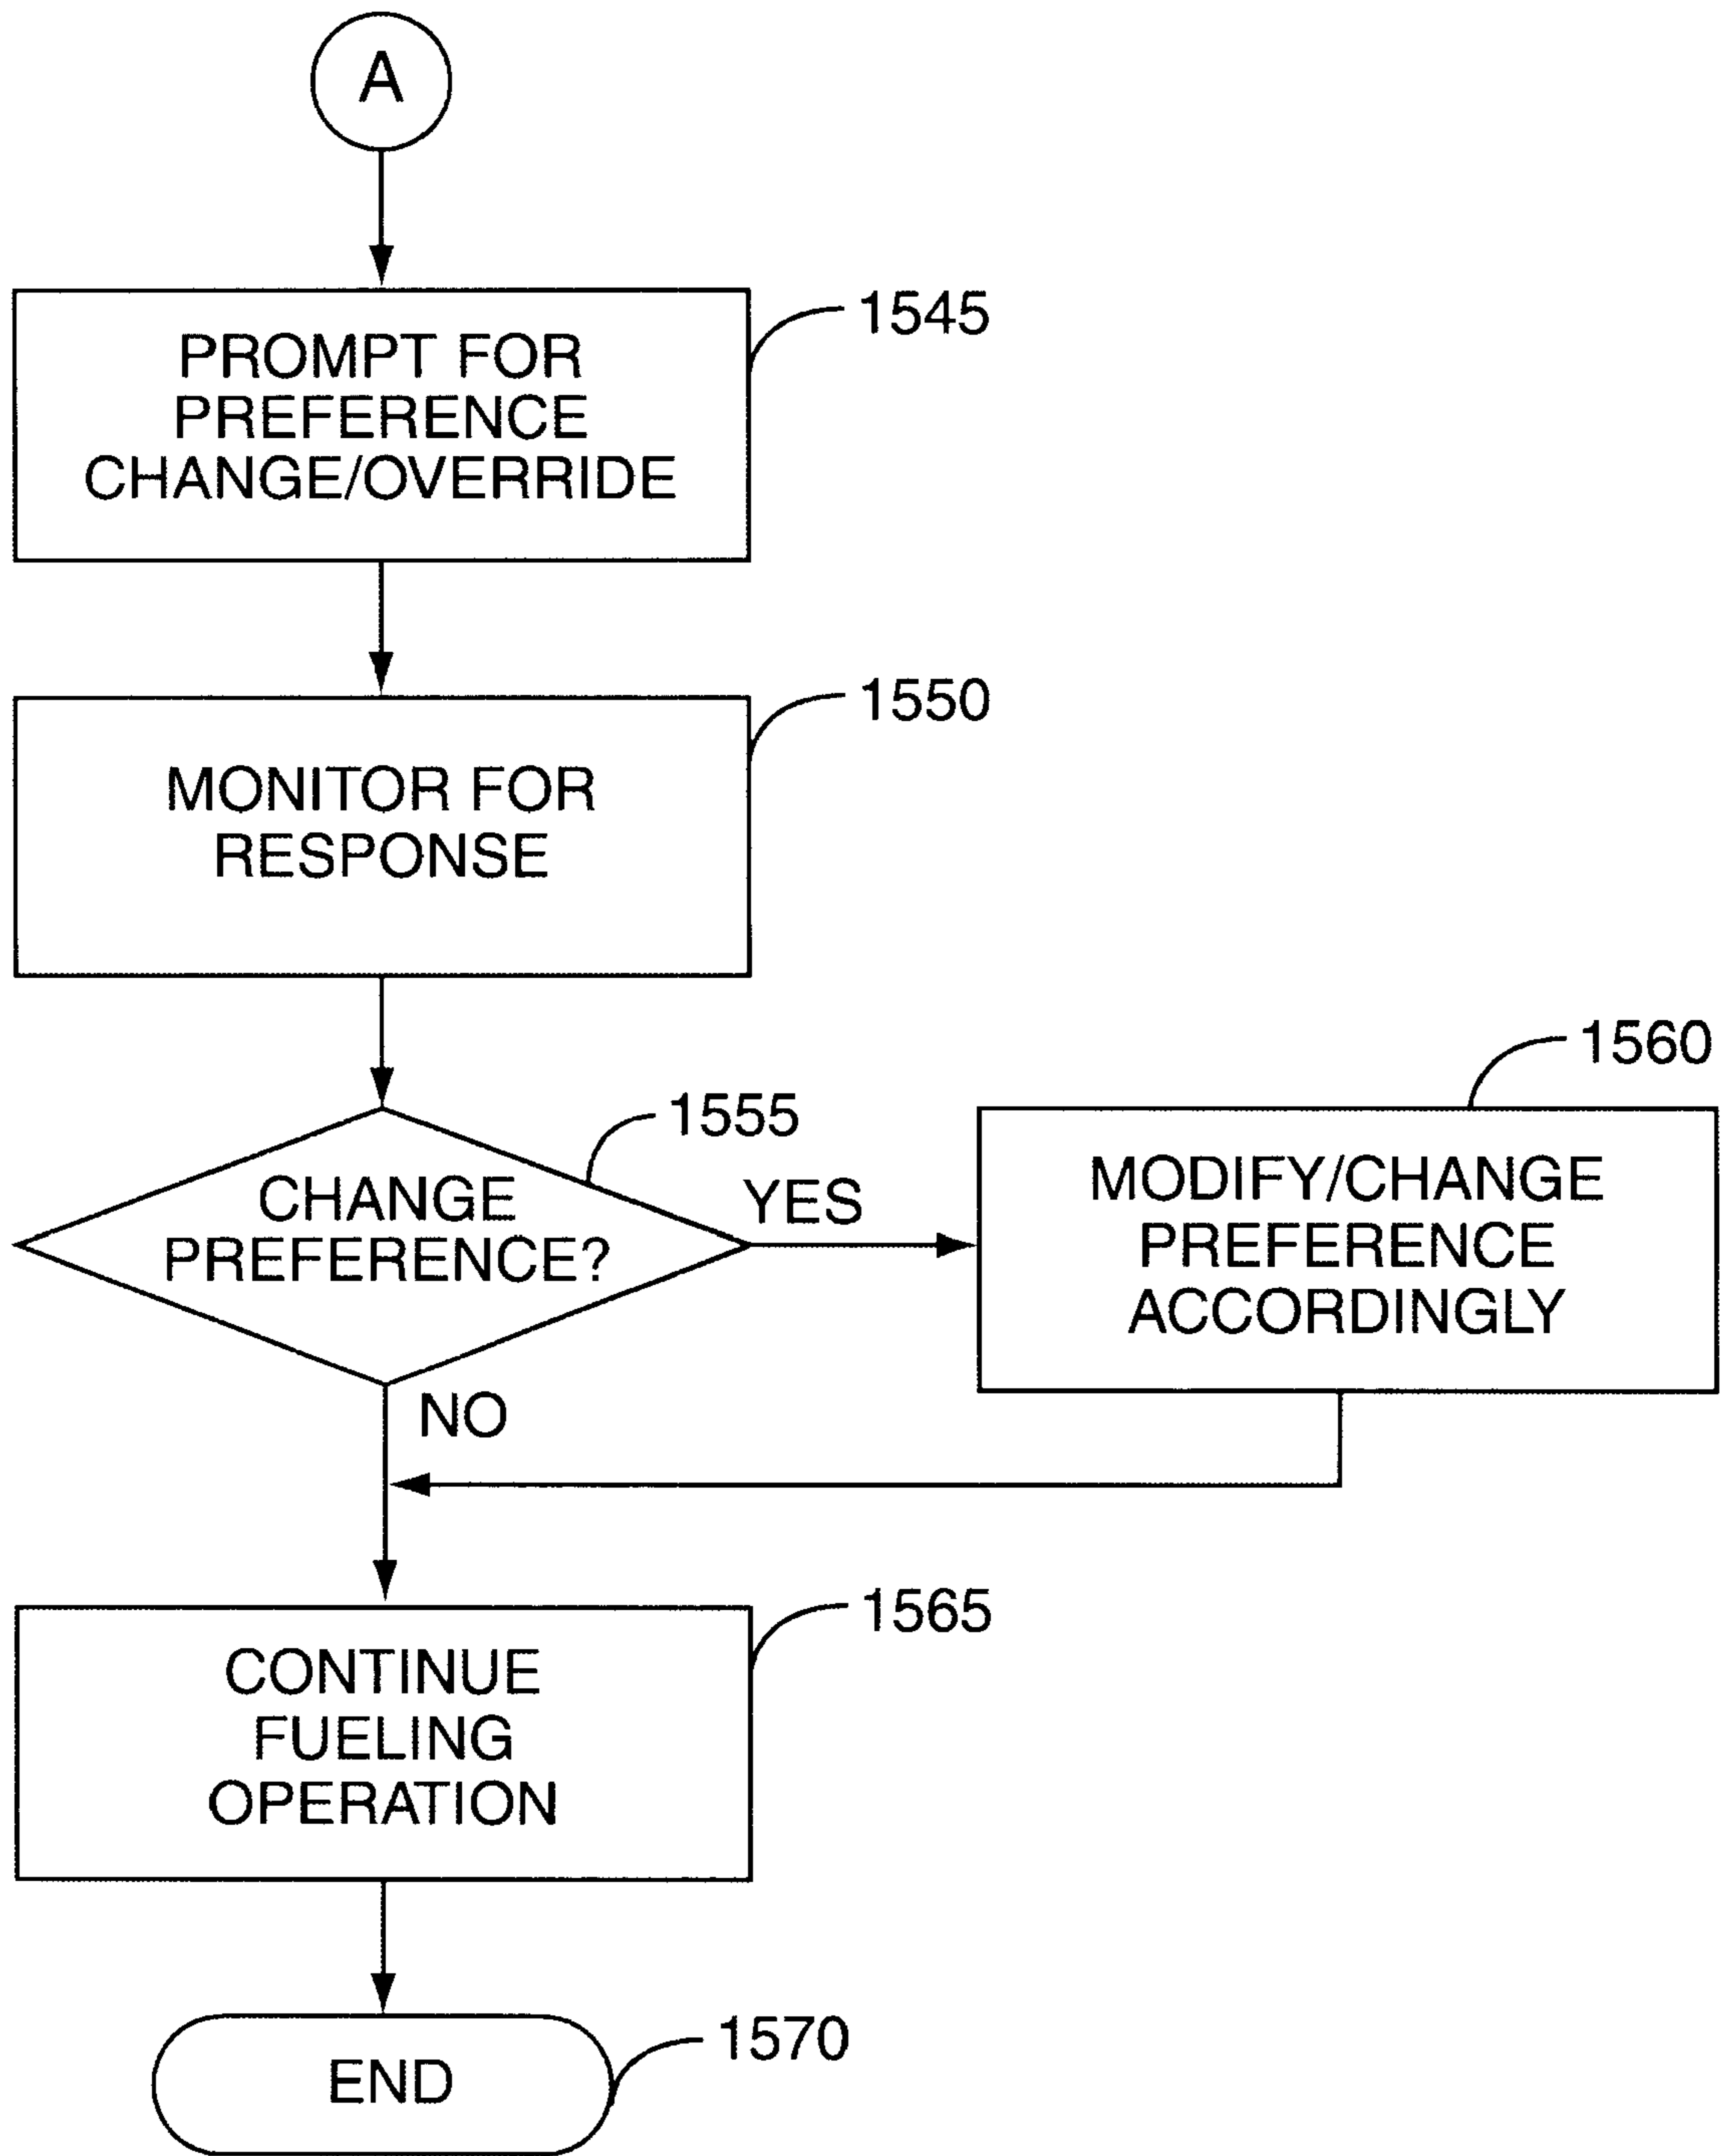 A
1545
PROMPT FOR
PREFERENCE
CHANGE/OVERRIDE
1550
MONITOR FOR
RESPONSE
1555
CHANGE
PREFERENCE?
YES
1560
MODIFY/CHANGE
PREFERENCE
ACCORDINGLY
NO
1565
CONTINUE
FUELING
OPERATION
1570
END